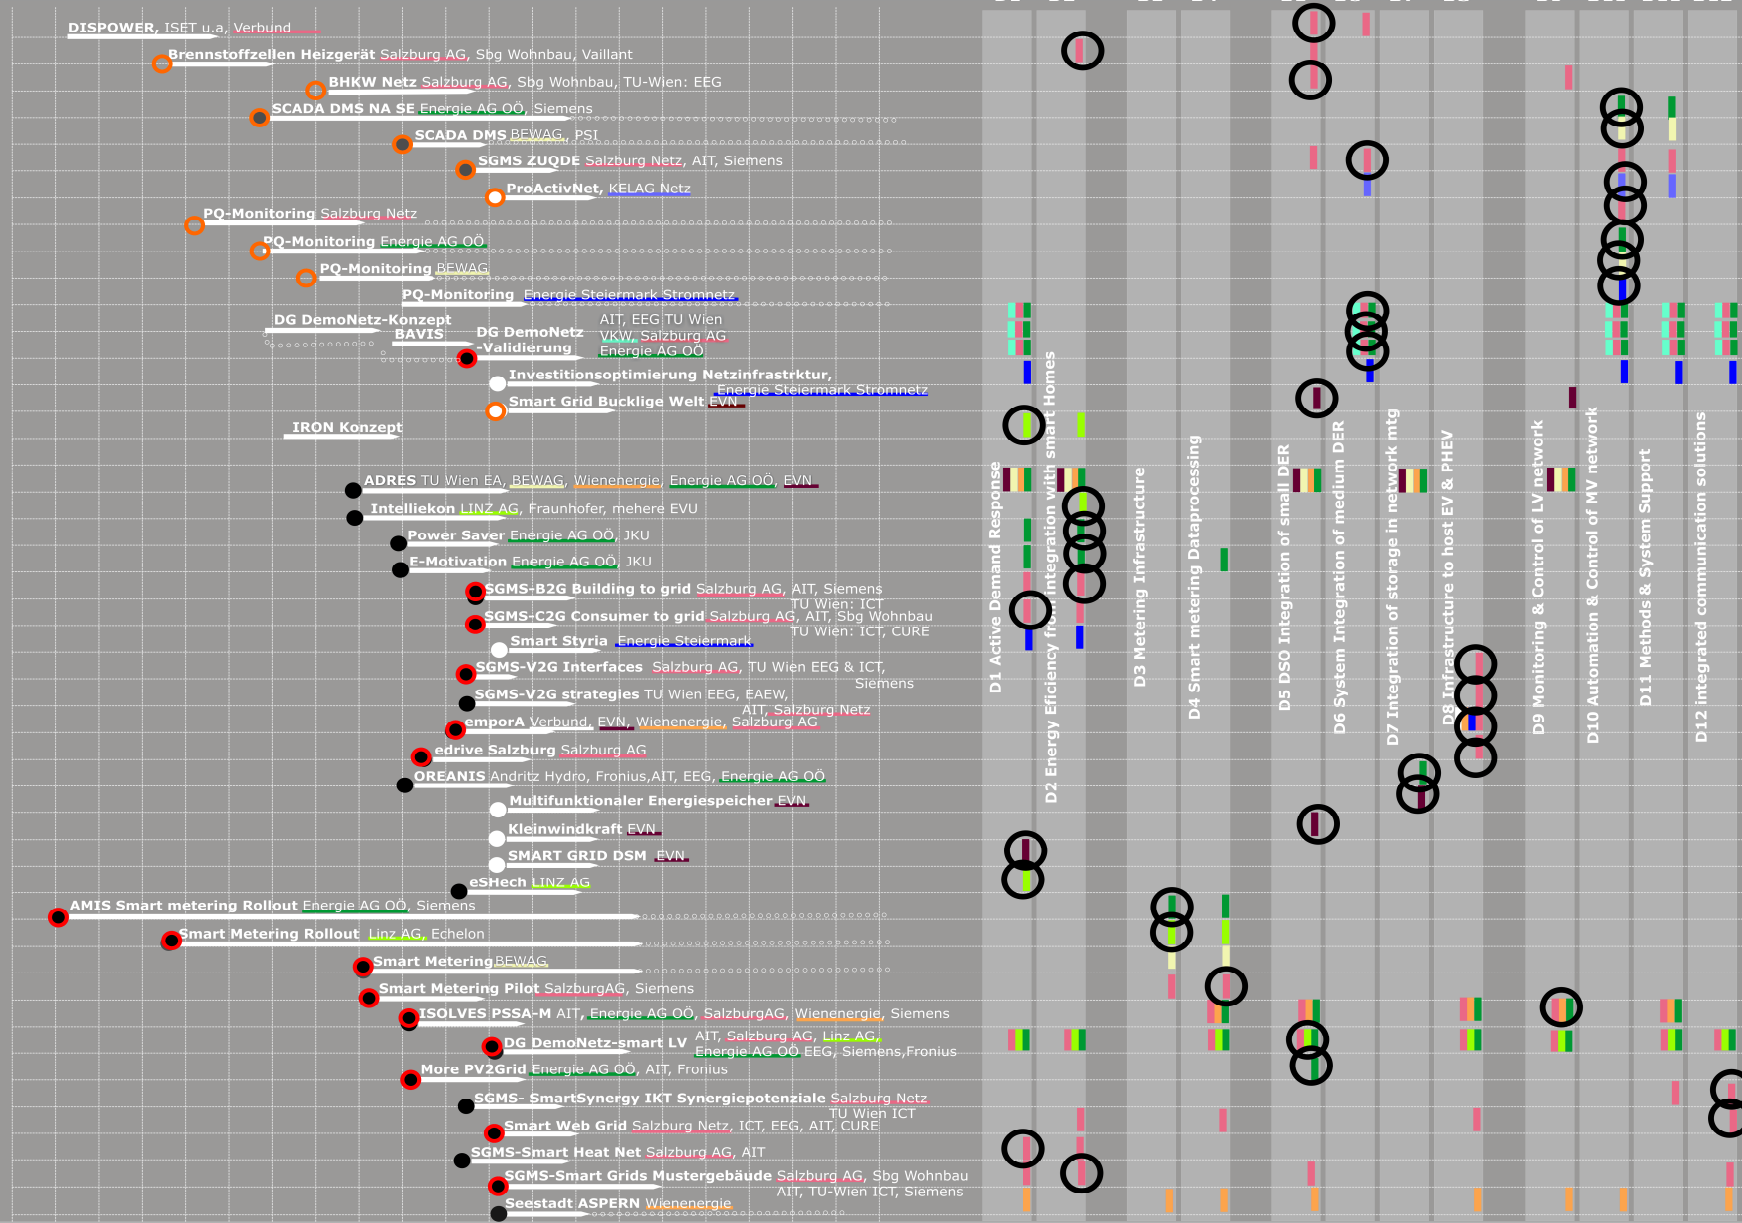 DISPOWER, ISET u.a, Verbund
Brennstoffzellen Heizgerät Salzburg AG, Sbg Wohnbau, Vaillant
BHKW Netz Salzburg AG, Sbg Wohnbau, TU-Wien: EEG
SCADA DMS NA SE Energie AG OÖ, Siemens
SCADA DMS BEWAG, PSI
SGMS ZUQDE Salzburg Netz, AIT, Siemens
ProActivNet, KELAG Netz
PQ-Monitoring Salzburg Netz
PQ-Monitoring Energie AG OÖ
PQ-Monitoring BEWAG
PQ-Monitoring Energie Steiermark Stromnetz
DG DemoNetz-Konzept
BAVIS
DG DemoNetz
-Validierung
AIT, EEG TU Wien
VKW, Salzburg AG
Energie AG OÖ
Investitionsoptimierung Netzinfrastrktur,
Energie Steiermark Stromnetz
Smart Grid Bucklige Welt EVN
IRON Konzept
ADRES TU Wien EA, BEWAG, Wienenergie, Energie AG OÖ, EVN
Intelliekon LINZ AG, Fraunhofer, mehere EVU
Power Saver Energie AG OÖ, JKU
E-Motivation Energie AG OÖ, JKU
SGMS-B2G Building to grid Salzburg AG, AIT, Siemens
TU Wien: ICT
SGMS-C2G Consumer to grid Salzburg AG, AIT, Sbg Wohnbau
TU Wien: ICT, CURE
Smart Styria Energie Steiermark
SGMS-V2G Interfaces Salzburg AG, TU Wien EEG & ICT,
Siemens
SGMS-V2G strategies TU Wien EEG, EAEW,
AIT, Salzburg Netz
emporA Verbund, EVN, Wienenergie, Salzburg AG
edrive Salzburg Salzburg AG
OREANIS Andritz Hydro, Fronius,AIT, EEG, Energie AG OÖ
Multifunktionaler Energiespeicher EVN
Kleinwindkraft EVN
SMART GRID DSM EVN
eSHech LINZ AG
AMIS Smart metering Rollout Energie AG OÖ, Siemens
Smart Metering Rollout Linz AG, Echelon
Smart Metering BEWAG
Smart Metering Pilot SalzburgAG, Siemens
ISOLVES PSSA-M AIT, Energie AG OÖ, SalzburgAG, Wienenergie, Siemens
DG DemoNetz-smart LV AIT, Salzburg AG, Linz AG,
Energie AG OÖ EEG, Siemens,Fronius
More PV2Grid Energie AG OÖ, AIT, Fronius
SGMS- SmartSynergy IKT Synergiepotenziale Salzburg Netz
TU Wien ICT
Smart Web Grid Salzburg Netz, ICT, EEG, AIT, CURE
SGMS-Smart Heat Net Salzburg AG, AIT
SGMS-Smart Grids Mustergebäude Salzburg AG, Sbg Wohnbau
AIT, TU-Wien ICT, Siemens
Seestadt ASPERN Wienenergie
D1 Active Demand Response
D2 Energy Efficiency from integration with smart Homes
D3 Metering Infrastructure
D4 Smart metering Dataprocessing
D5 DSO Integration of small DER
D6 System Integration of medium DER
D7 Integration of storage in network mtg
Infrastructure to host EV & PHEV
D9 Monitoring & Control of LV network
D10 Automation & Control of MV network
D11 Methods & System Support
D12 integrated communication solutions